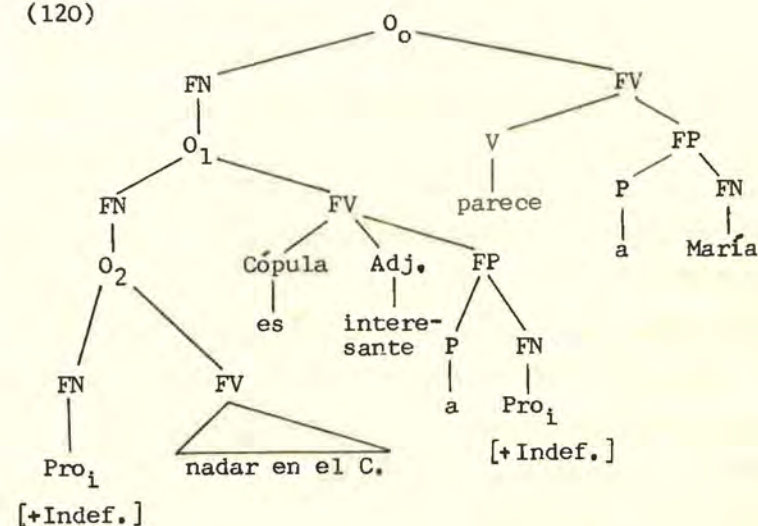 (120)
O₀
FN FV
O₁ V FP
FN FV parece P FN
O₂ Cópula Adj. FP a María
es intere-
sante P FN
FN FV a Proᵢ
Proᵢ nadar en el C. [+Indef.]
[+Indef.]